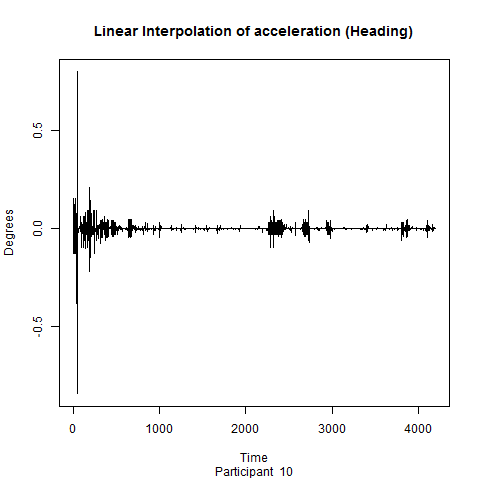 Linear Interpolation of acceleration (Heading)
Degrees
0.5
0.0
-0.5
0 1000 2000 3000 4000
Time
Participant 10